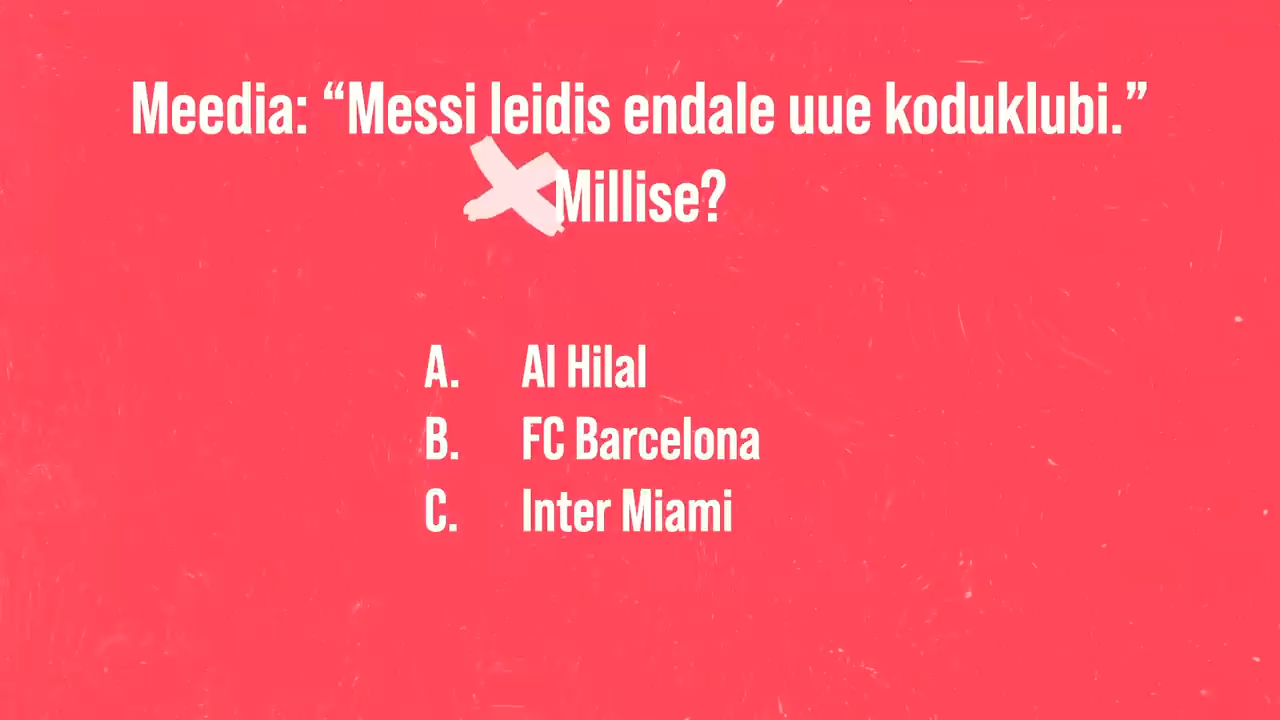 Meedia: “Messi leidis endale uue koduklubi.”
Millise?
A. Al Hilal
B. FC Barcelona
C. Inter Miami